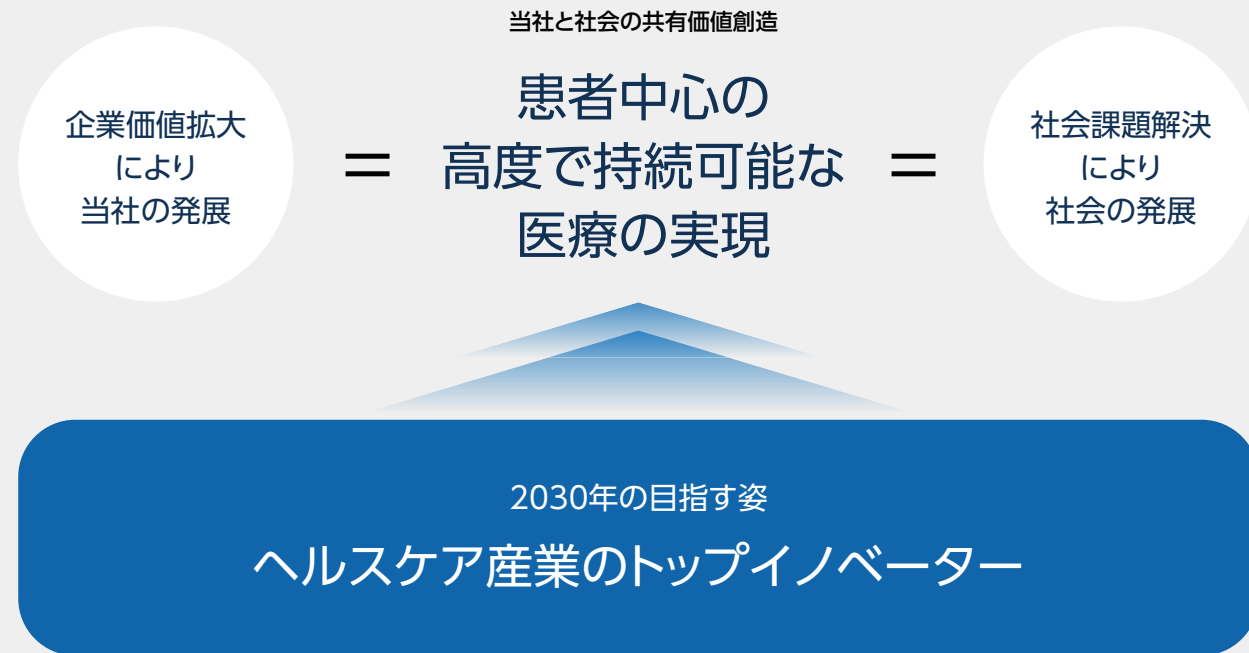 当社と社会の共有価値創造
企業価値拡大
により
当社の発展
＝
患者中心の
高度で持続可能な
医療の実現
＝
社会課題解決
により
社会の発展
2030年の目指す姿
ヘルスケア産業のトップイノベーター